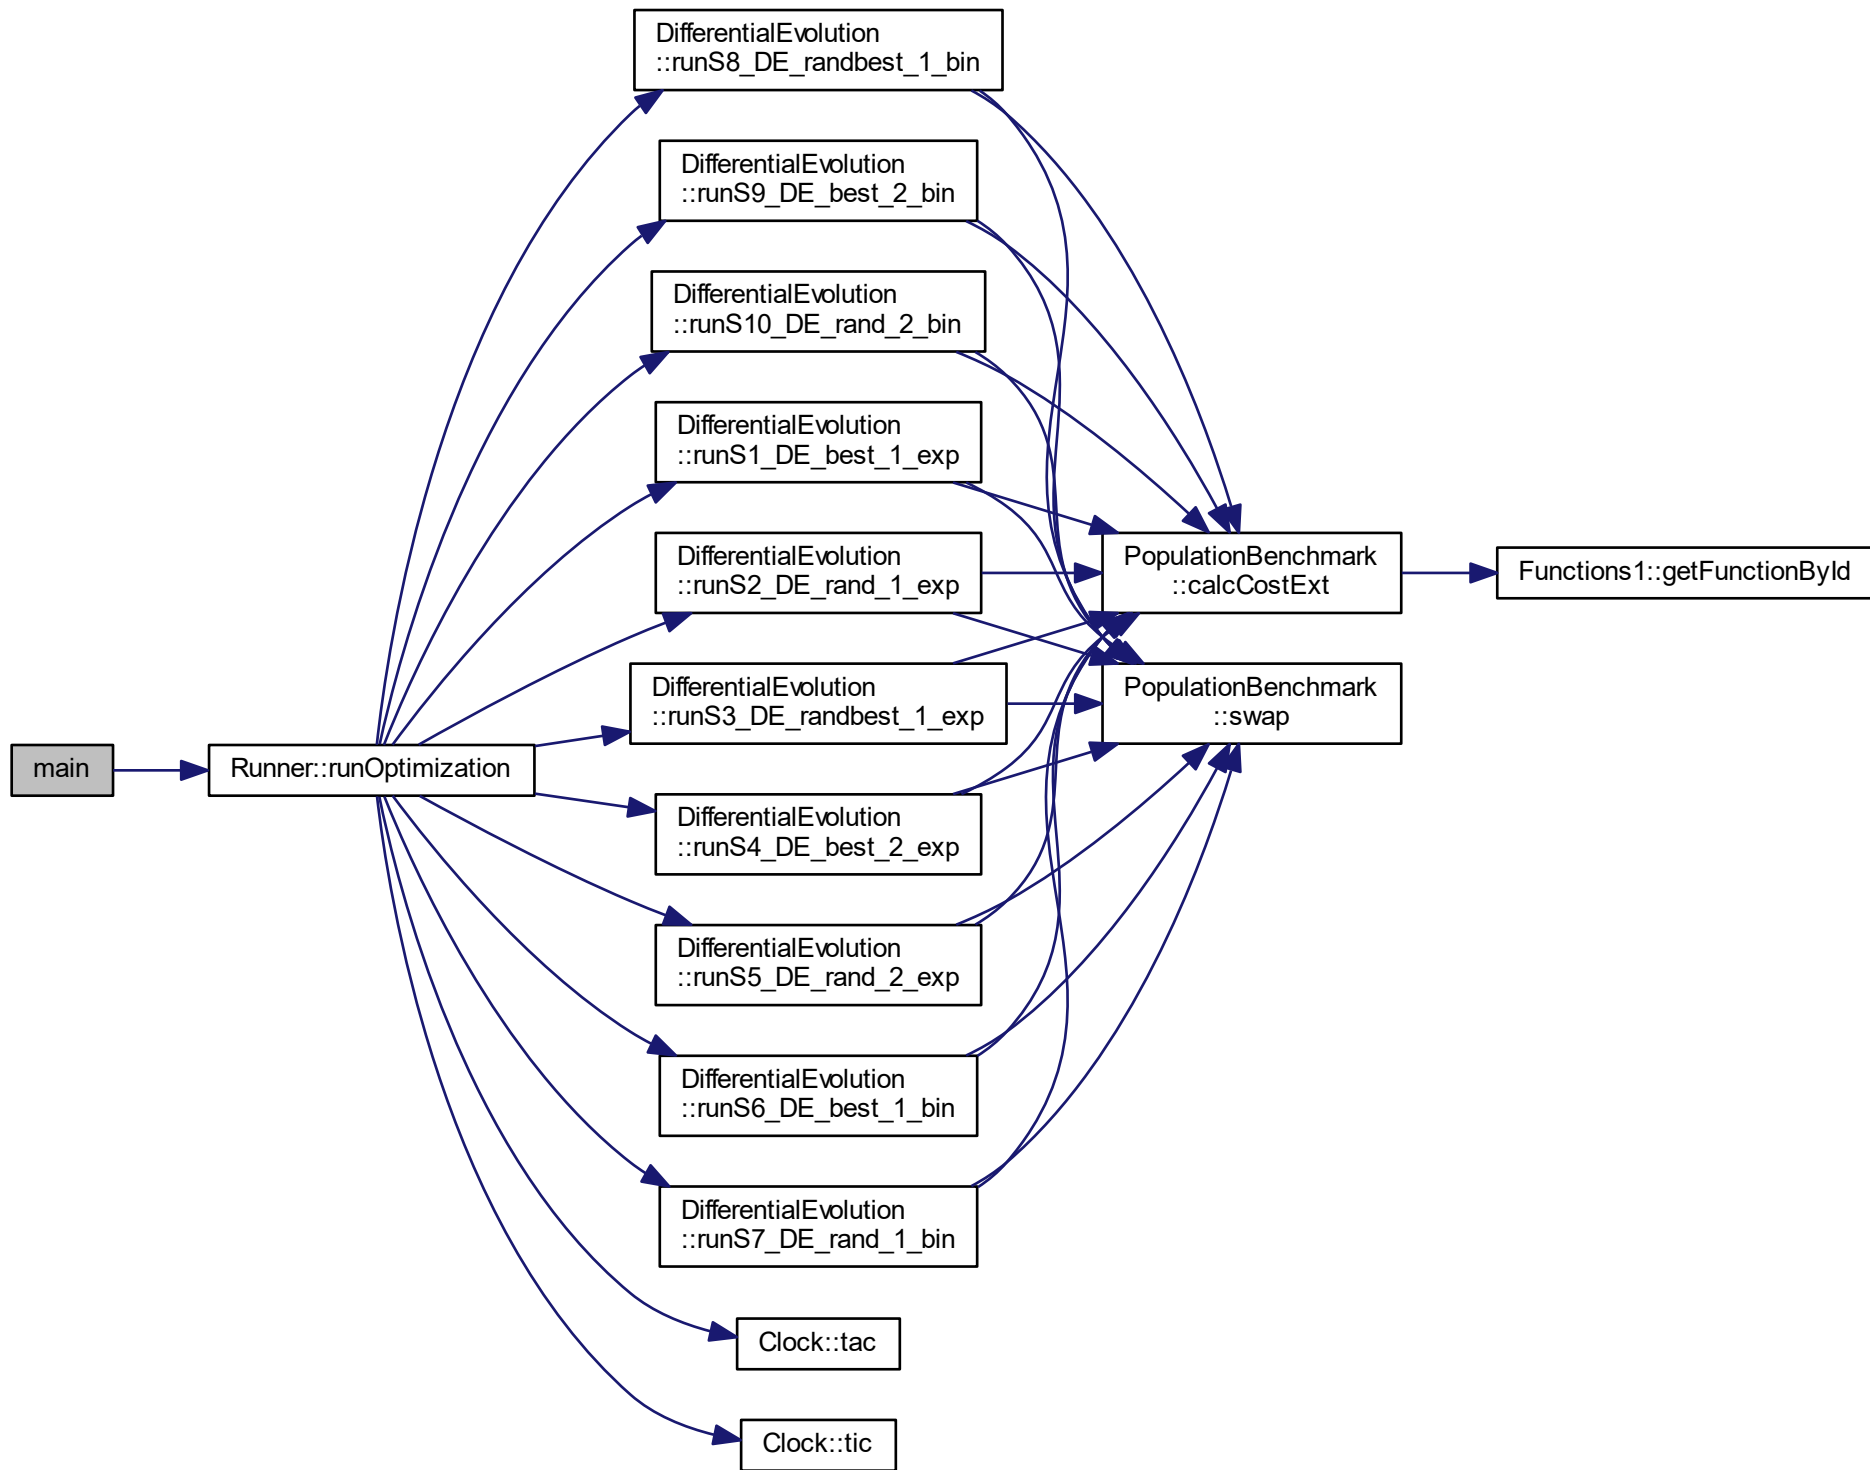 DifferentialEvolution
::runS8_DE_randbest_1_bin
DifferentialEvolution
::runS9_DE_best_2_bin
DifferentialEvolution
::runS10_DE_rand_2_bin
DifferentialEvolution
::runS1_DE_best_1_exp
DifferentialEvolution
::runS2_DE_rand_1_exp
DifferentialEvolution
::runS3_DE_randbest_1_exp
DifferentialEvolution
::runS4_DE_best_2_exp
DifferentialEvolution
::runS5_DE_rand_2_exp
DifferentialEvolution
::runS6_DE_best_1_bin
DifferentialEvolution
::runS7_DE_rand_1_bin
Clock::tac
Clock::tic
main
Runner::runOptimization
PopulationBenchmark
::calcCostExt
PopulationBenchmark
::swap
Functions1::getFunctionById